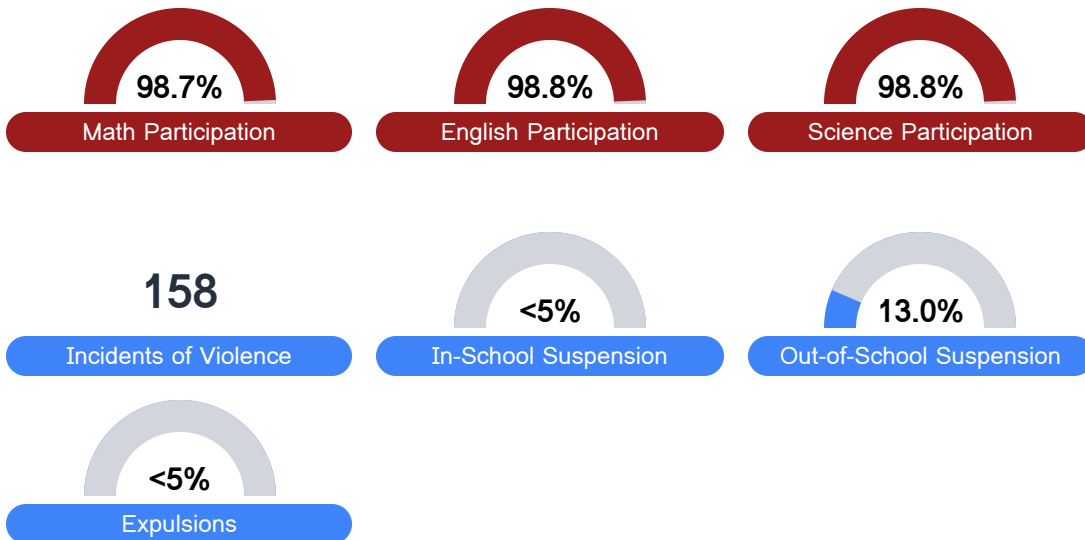 98.7%
Math Participation
98.8%
English Participation
98.8%
Science Participation
158
Incidents of Violence
<5%
In-School Suspension
13.0%
Out-of-School Suspension
<5%
Expulsions